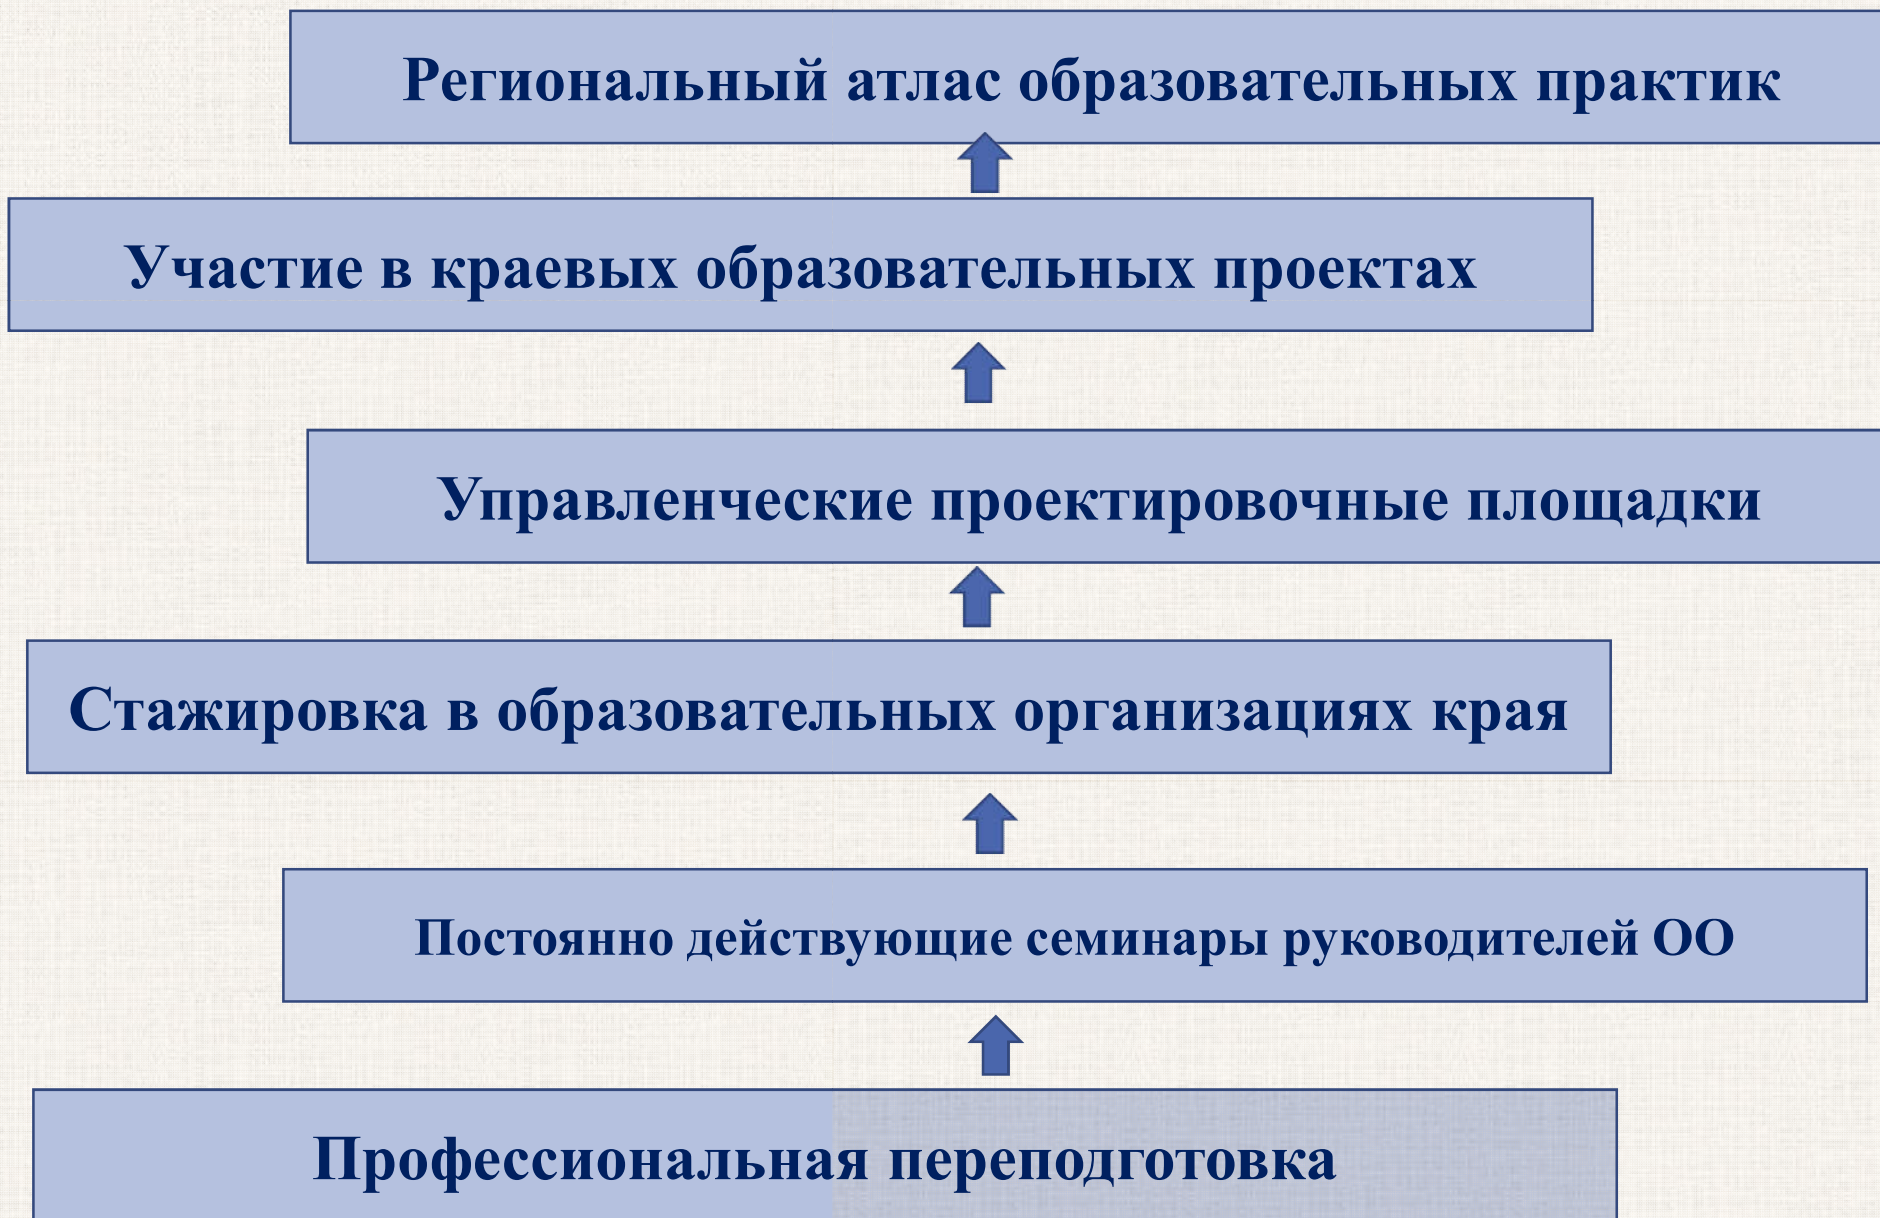 Региональный атлас образовательных практик
Участие в краевых образовательных проектах
Управленческие проектировочные площадки
Стажировка в образовательных организациях края
Постоянно действующие семинары руководителей ОО
Профессиональная переподготовка